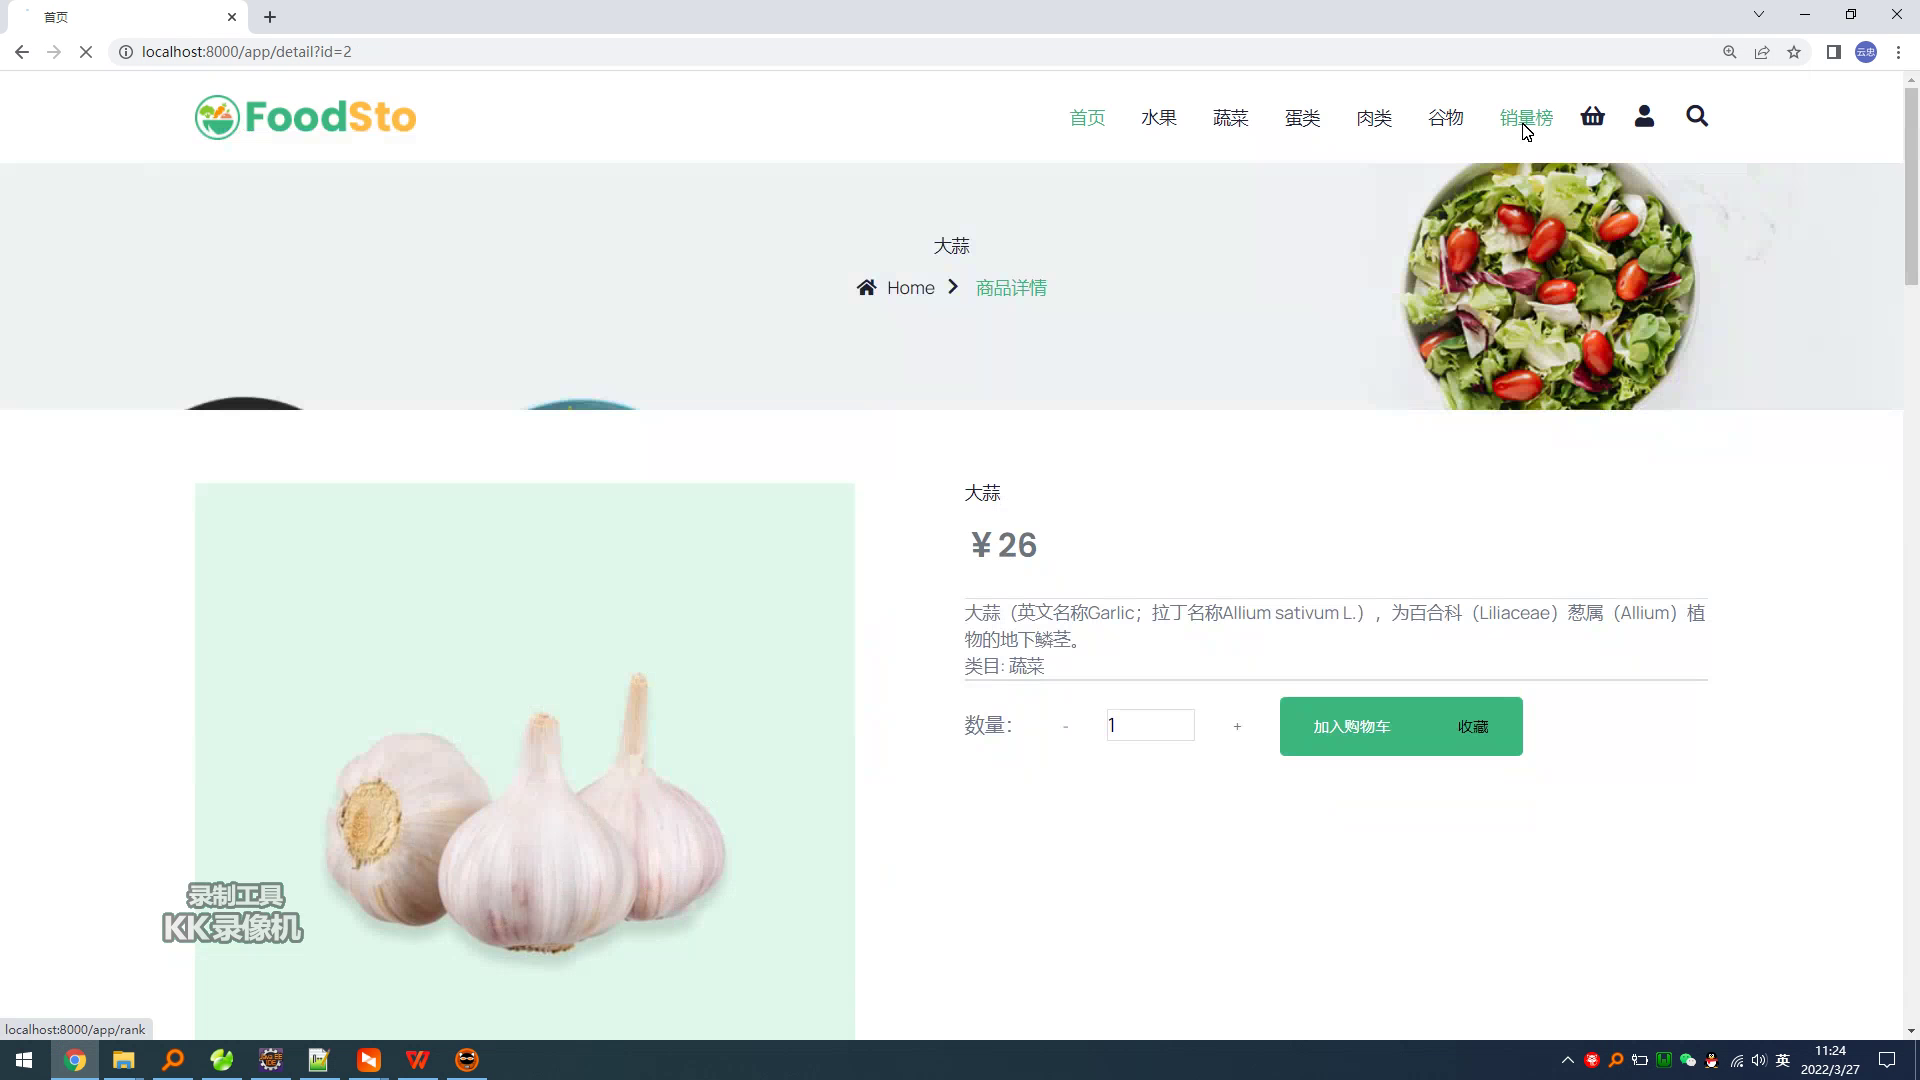 首页
localhost:8000/app/detail?id=2
云忠
FoodSto
首页 水果 蔬菜 蛋类 肉类 谷物 销量榜
大蒜
Home 商品详情
大蒜
¥26
大蒜（英文名称Garlic；拉丁名称Allium sativum L.），为百合科（Liliaceae）葱属（Allium）植
物的地下鳞茎。
类目: 蔬菜
数量： - 1 + 加入购物车 收藏
录制工具
KK录像机
localhost:8000/app/rank
英
11:24
2022/3/27